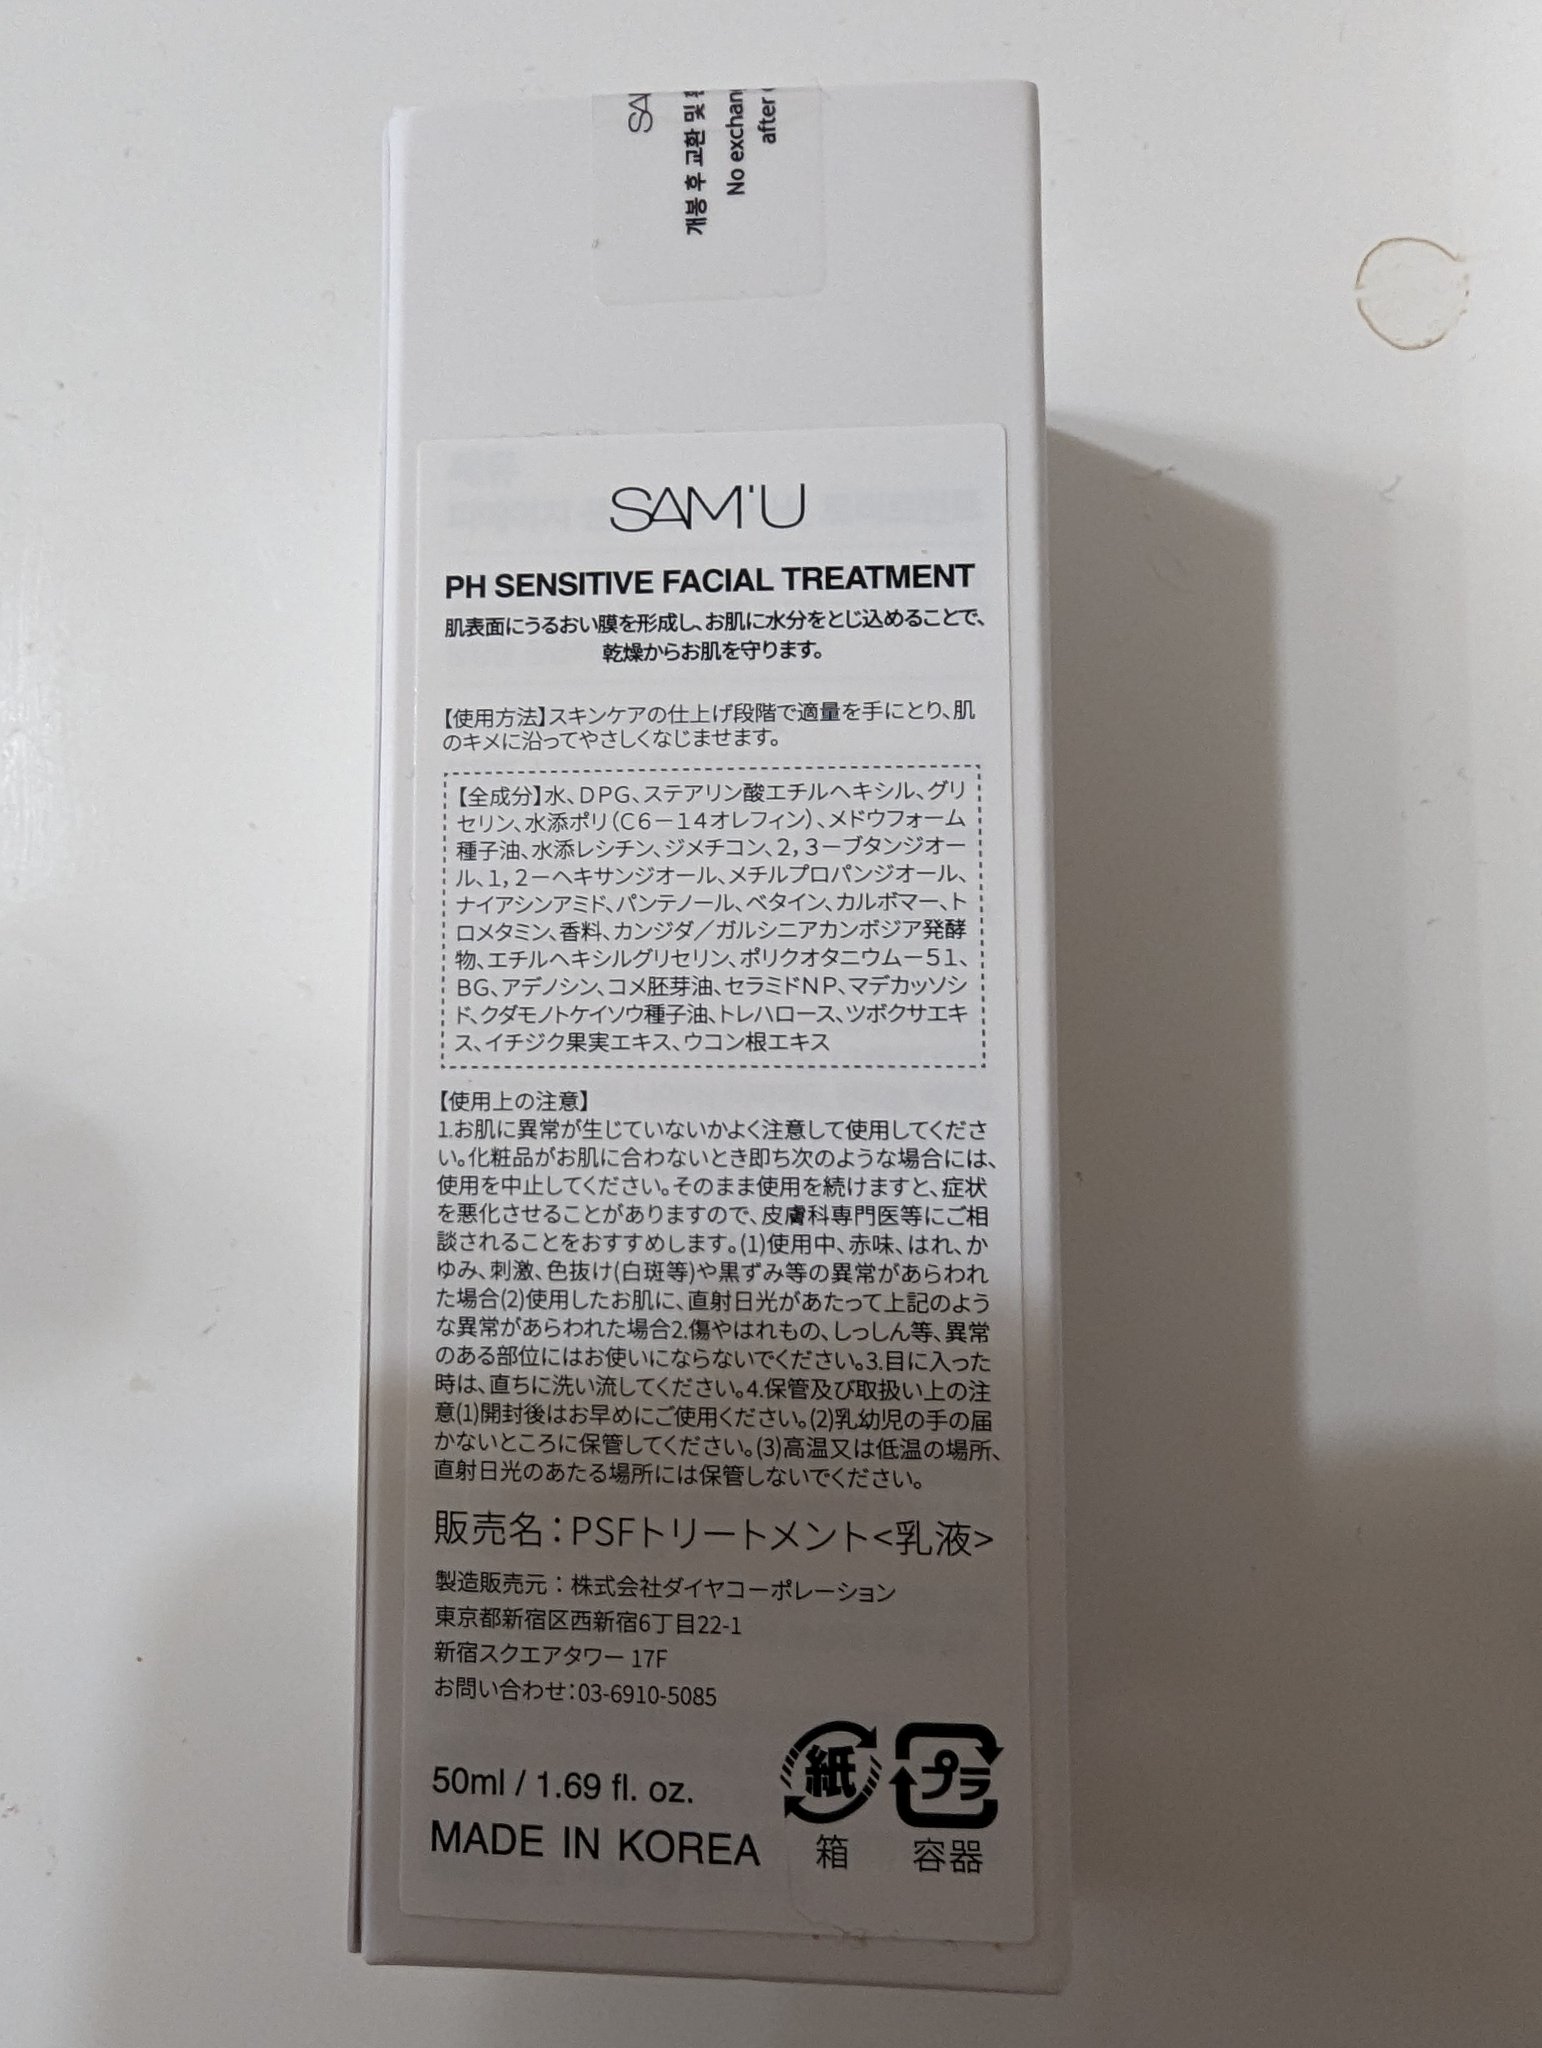 SA
개봉 후 교환 및
No exchan
after
SAM'U
PH SENSITIVE FACIAL TREATMENT
肌表面にうるおい膜を形成し、お肌に水分をとじ込めることで、
乾燥からお肌を守ります。
【使用方法】スキンケアの仕上げ段階で適量を手にとり、肌
のキメに沿ってやさしくなじませます。
【全成分】水、DPG、ステアリン酸エチルヘキシル、グリ
セリン、水添ポリ(C6－14オレフィン)、メドウフォーム
種子油、水添レシチン、ジメチコン、2，3－ブタンジオー
ル、1，2－ヘキサンジオール、メチルプロパンジオール、
ナイアシンアミド、パンテノール、ベタイン、カルボマー、ト
ロメタミン、香料、カンジダ／ガルシニアカンボジア発酵
物、エチルヘキシルグリセリン、ポリクオタニウム－51、
BG、アデノシン、コメ胚芽油、セラミドNP、マデカッソシ
ド、クダモノトケイソウ種子油、トレハロース、ツボクサエキ
ス、イチジク果実エキス、ウコン根エキス
【使用上の注意】
1.お肌に異常が生じていないかよく注意して使用してくださ
い。化粧品がお肌に合わないとき即ち次のような場合には、
使用を中止してください。そのまま使用を続けますと、症状
を悪化させることがありますので、皮膚科専門医等にご相
談されることをおすすめします。(1)使用中、赤味、はれ、か
ゆみ、刺激、色抜け(白斑等)や黒ずみ等の異常があらわれ
た場合(2)使用したお肌に、直射日光があたって上記のよう
な異常があらわれた場合2.傷やはれもの、しっしん等、異常
のある部位にはお使いにならないでください。3.目に入った
時は、直ちに洗い流してください。4.保管及び取扱い上の注
意(1)開封後はお早めにご使用ください。(2)乳幼児の手の届
かないところに保管してください。(3)高温又は低温の場所、
直射日光のあたる場所には保管しないでください。
販売名：PSFトリートメント<乳液>
製造販売元：株式会社ダイヤコーポレーション
東京都新宿区西新宿6丁目22-1
新宿スクエアタワー 17F
お問い合わせ：03-6910-5085
50ml / 1.69 fl. oz.
MADE IN KOREA
紙 プラ
箱 容器